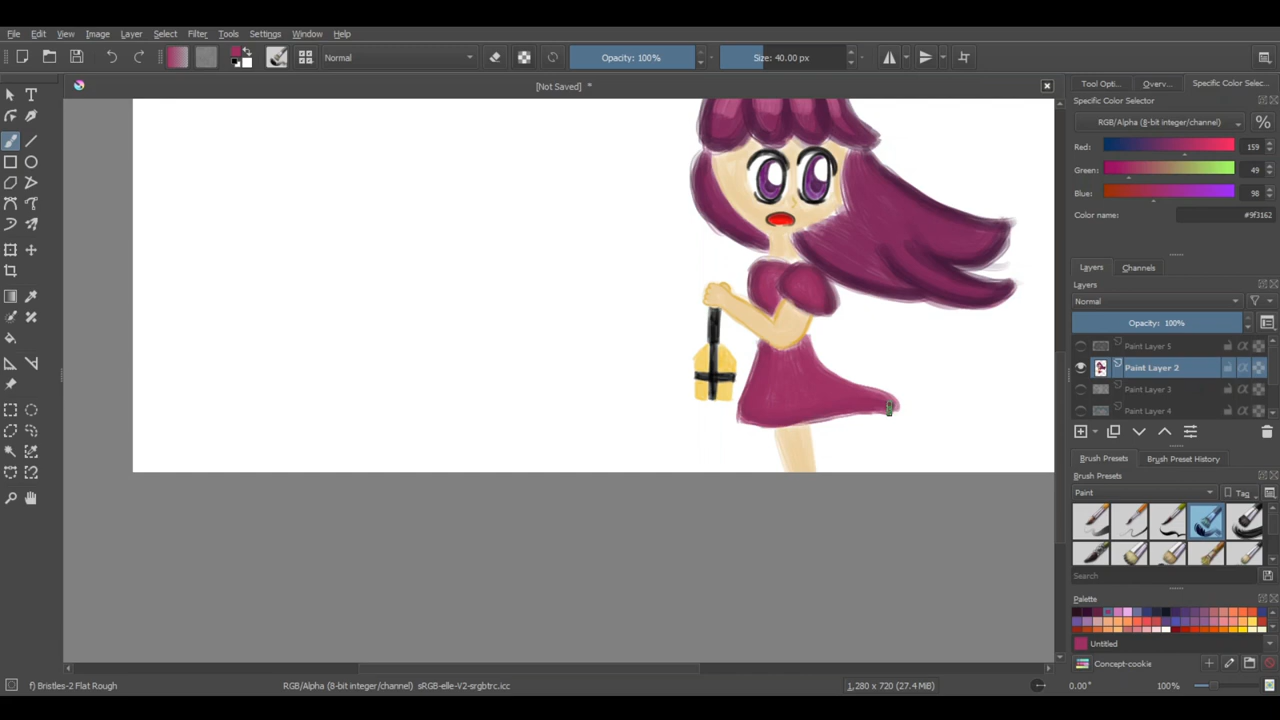 File Edit View Image Layer Select Filter Tools Settings Window Help
Normal Opacity: 100% Size: 40.00 px
[Not Saved] *
Tool Opti... Overv... Specific Color Selec...
Specific Color Selector
RGB/Alpha (8-bit integer/channel) %
Red: 159
Green: 49
Blue: 98
Color name: #9f3162
Layers Channels
Layers
Normal
Opacity: 100%
Paint Layer 5
Paint Layer 2
Paint Layer 3
Paint Layer 4
Brush Presets Brush Preset History
Brush Presets
Paint Tag
Search
Palette
Untitled
Concept-cookie
f) Bristles-2 Flat Rough RGB/Alpha (8-bit integer/channel) sRGB-elle-V2-srgbtrc.icc 1,280 x 720 (27.4 MiB) 0.00° 100%